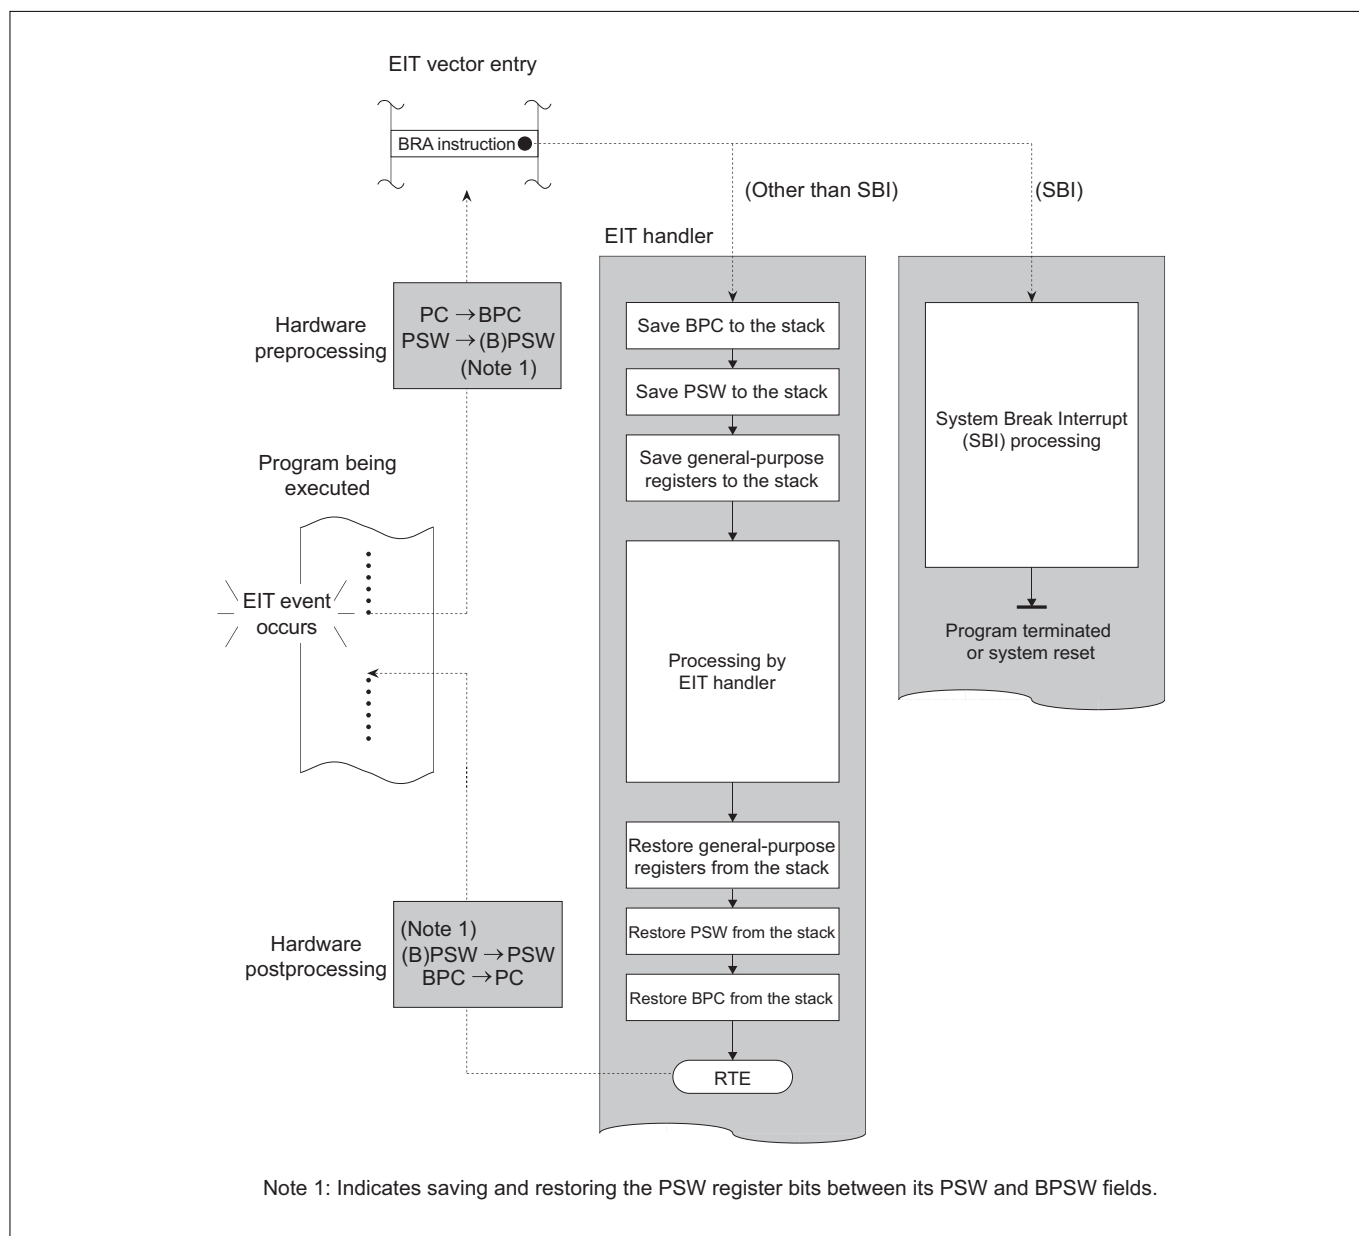 EIT vector entry
BRA instruction
(Other than SBI)
(SBI)
EIT handler
Hardware
preprocessing
PC → BPC
PSW → (B)PSW
(Note 1)
Save BPC to the stack
Save PSW to the stack
Save general-purpose
registers to the stack
System Break Interrupt
(SBI) processing
Program being
executed
EIT event
occurs
Program terminated
or system reset
Processing by
EIT handler
Restore general-purpose
registers from the stack
Restore PSW from the stack
Restore BPC from the stack
RTE
Hardware
postprocessing
(Note 1)
(B)PSW → PSW
BPC → PC
Note 1: Indicates saving and restoring the PSW register bits between its PSW and BPSW fields.